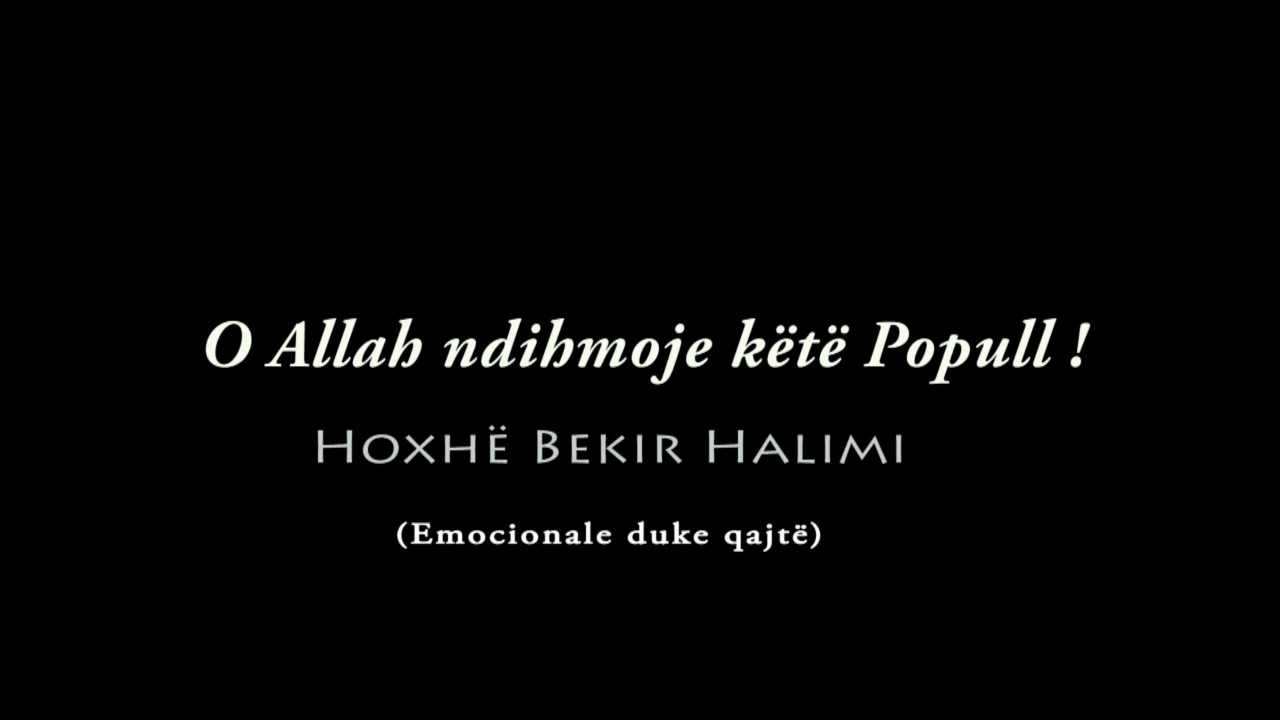 O Allah ndihmoje këtë Popull !
HOXHË BEKIR HALIMI
(Emocionale duke qajtë)